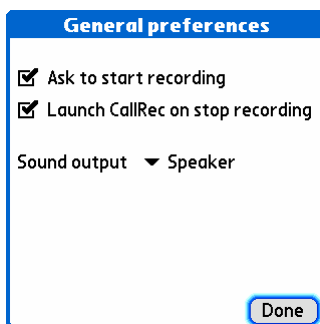 General preferences
Ask to start recording
Launch CallRec on stop recording
Sound output Speaker
Done